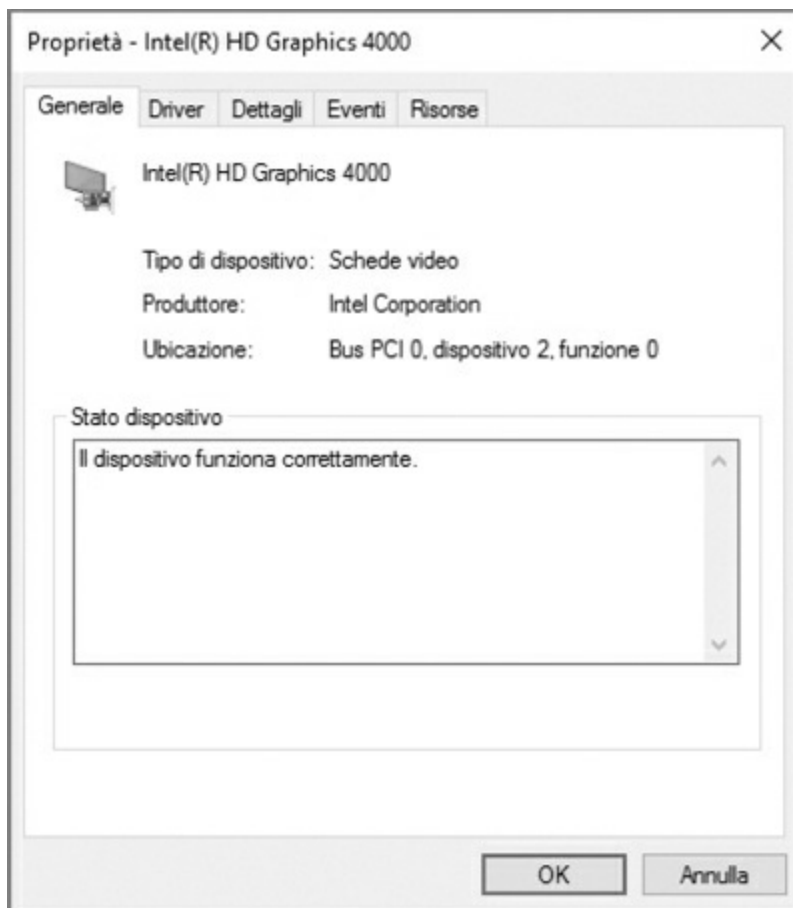 Proprietà - Intel(R) HD Graphics 4000
Generale Driver Dettagli Eventi Risorse
Intel(R) HD Graphics 4000
Tipo di dispositivo: Schede video
Produttore: Intel Corporation
Ubicazione: Bus PCI 0, dispositivo 2, funzione 0
Stato dispositivo
Il dispositivo funziona correttamente.
OK Annulla